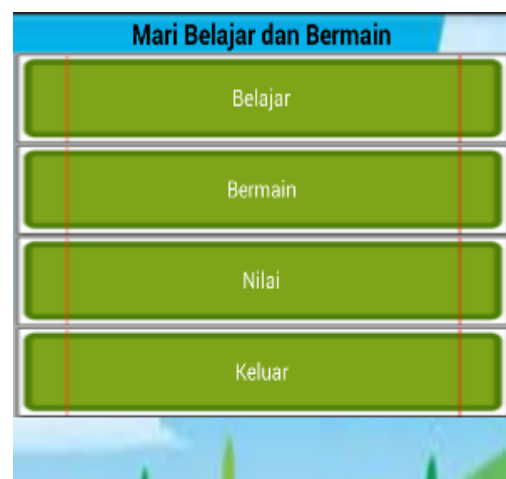 Mari Belajar dan Bermain
Belajar
Bermain
Nilai
Keluar